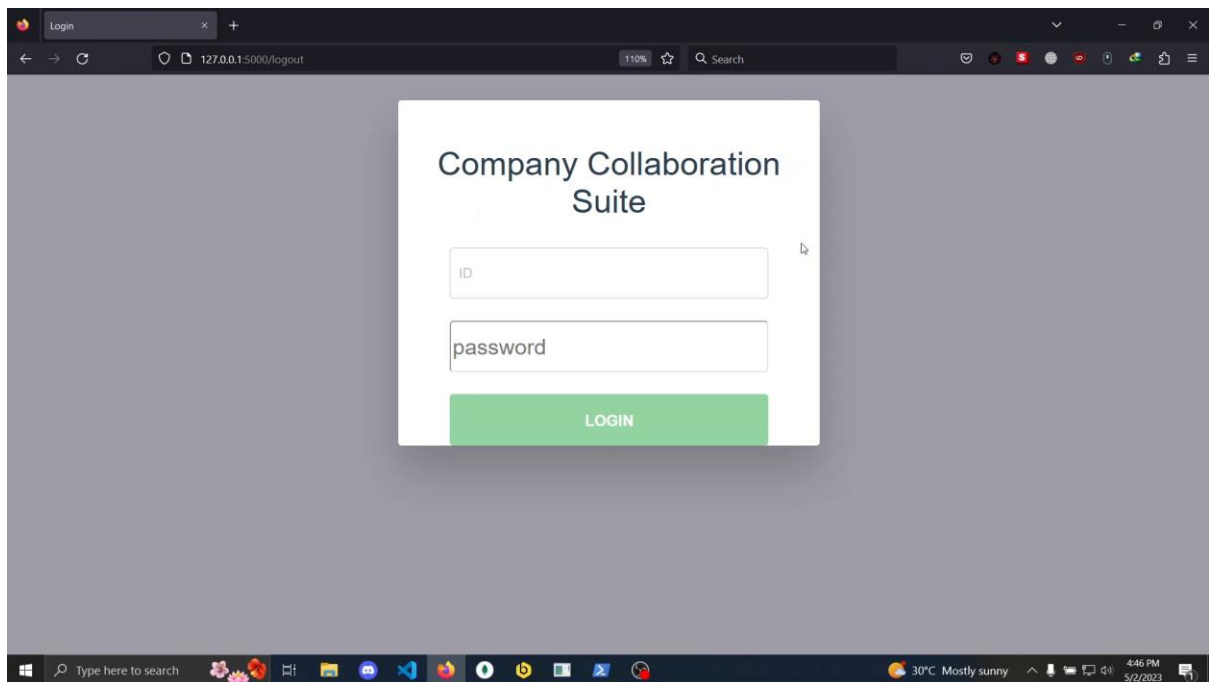 Login
127.0.0.1:5000/logout
110%
Search
Company Collaboration
Suite
ID
password
LOGIN
Type here to search
30°C Mostly sunny
4:46 PM
5/2/2023